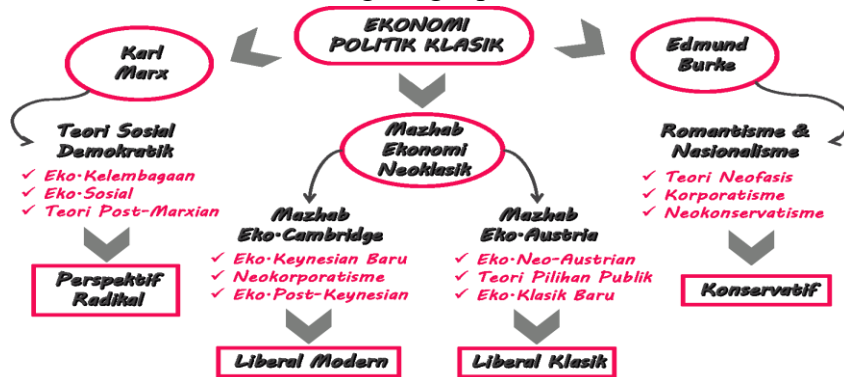 EKONOMI
POLITIK KLASIK
Karl
Marx
Edmund
Burke
Teori Sosial
Demokratik
✓ Eko-Kelembagaan
✓ Eko-Sosial
✓ Teori Post-Marxian
Perspektif
Radikal
Mazhab
Ekonomi
Neoklasik
Mazhab
Eko-Cambridge
✓ Eko-Keynesian Baru
✓ Neokorporatisme
✓ Eko-Post-Keynesian
Liberal Modern
Mazhab
Eko-Austria
✓ Eko-Neo-Austrian
✓ Teori Pilihan Publik
✓ Eko-Klasik Baru
Liberal Klasik
Romantisme &
Nasionalisme
✓ Teori Neofasis
✓ Korporatisme
✓ Neokonservatisme
Konservatif